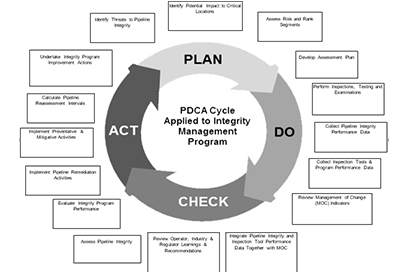 Identify Potential Impact to Critical
Locations
Identify Threats to Pipeline
Integrity
Assess Risk and Rank
Segments
Undertake Integrity Program
Improvement Actions
PLAN
Develop Assessment Plan
Calculate Pipeline
Reassessment Intervals
Perform Inspections, Testing and
Examinations
PDCA Cycle
Applied to Integrity
Management
Program
Implement Preventative &
Mitigative Activities
ACT
DO
Collect Pipeline Integrity
Performance Data
Implement Pipeline Remediation
Activities
Collect Inspection Tools &
Program Performance Data
Evaluate Integrity Program
Performance
CHECK
Review Management of Change
(MOC) Indicators
Assess Pipeline Integrity
Review Operator, Industry &
Regulator Learnings &
Recommendations
Integrate Pipeline Integrity and
Inspection Tool Performance
Data Together with MOC